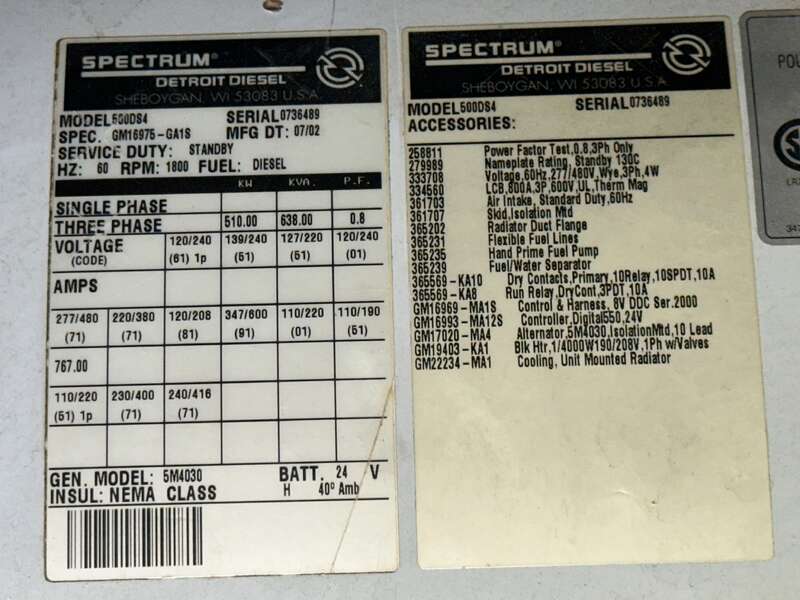 SPECTRUM®
DETROIT DIESEL
SHEBOYGAN, WI 53083 U.S.A.
MODEL 500DS4 SERIAL 0736489
SPEC. GM16975-GA1S MFG DT: 07/02
SERVICE DUTY: STANDBY
HZ: 60 RPM: 1800 FUEL: DIESEL
KW KVA. P.F.
SINGLE PHASE
THREE PHASE 510.00 638.00 0.8
VOLTAGE 120/240 139/240 127/220 120/240
(CODE) (61) 1p (51) (51) (01)
AMPS
277/480 220/380 120/208 347/600 110/220 110/190
(71) (71) (81) (91) (01) (51)
767.00
110/220 230/400 240/416
(51) 1p (71) (71)
GEN. MODEL: 5M4030 BATT. 24 V
INSUL: NEMA CLASS H 40° Amb
SPECTRUM®
DETROIT DIESEL
SHEBOYGAN, WI 53083 U.S.A.
MODEL 500DS4 SERIAL 0736489
ACCESSORIES:
258811 Power Factor Test,0.8,3Ph Only
279989 Nameplate Rating, Standby 130C
333708 Voltage,60Hz,277/480V,Wye,3Ph,4W
334560 LCB,800A,3P,600V,UL,Therm Mag
361703 Air Intake, Standard Duty,60Hz
361707 Skid,Isolation Mtd
365202 Radiator Duct Flange
365231 Flexible Fuel Lines
365235 Hand Prime Fuel Pump
365239 Fuel/Water Separator
365569-KA10 Dry Contacts,Primary,10Relay,10SPDT,10A
365569-KA8 Run Relay,DryCont,3PDT,10A
GM16969-MA1S Control & Harness, 8V DDC Ser.2000
GM16993-MA12S Controller,Digital550,24V
GM17020-MA4 Alternator,5M4030,IsolationMtd,10 Lead
GM19403-KA1 Blk Htr,1/4000W190/208V,1Ph w/Valves
GM22234-MA1 Cooling, Unit Mounted Radiator
POU
LR
347